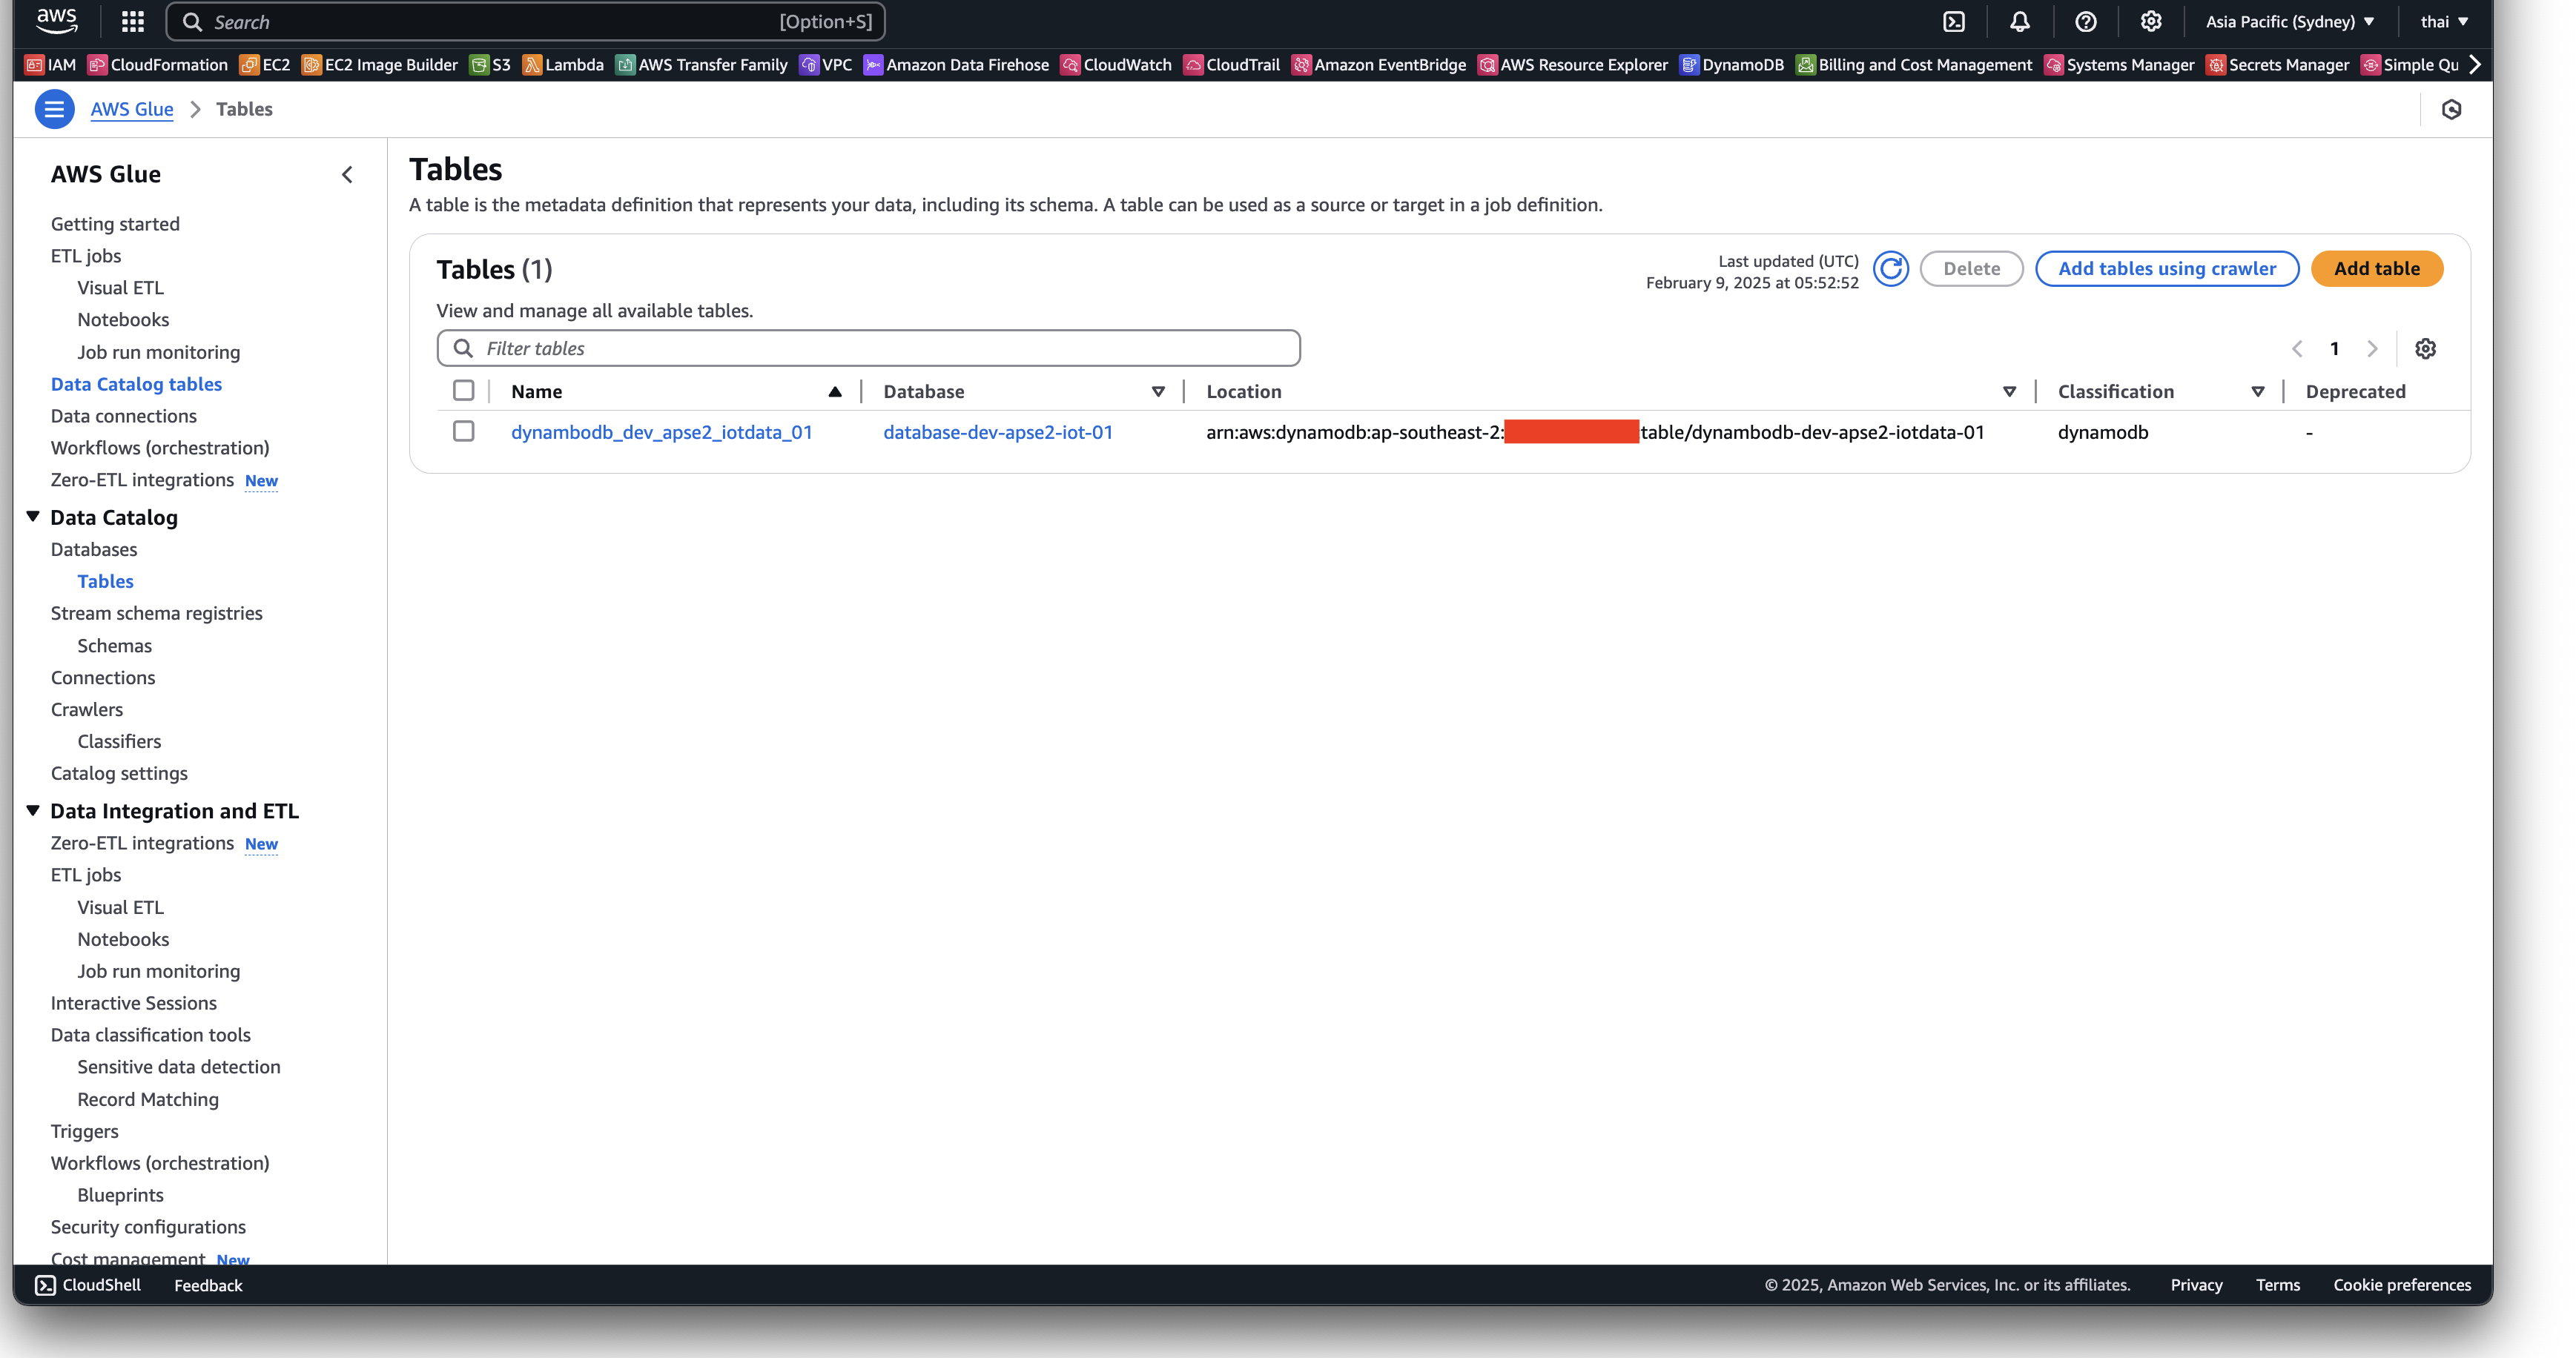 aws Search [Option+S] Asia Pacific (Sydney) thai
IAM CloudFormation EC2 EC2 Image Builder S3 Lambda AWS Transfer Family VPC Amazon Data Firehose CloudWatch CloudTrail Amazon EventBridge AWS Resource Explorer DynamoDB Billing and Cost Management Systems Manager Secrets Manager Simple Qu
AWS Glue Tables
AWS Glue
Getting started
ETL jobs
Visual ETL
Notebooks
Job run monitoring
Data Catalog tables
Data connections
Workflows (orchestration)
Zero-ETL integrations New
Data Catalog
Databases
Tables
Stream schema registries
Schemas
Connections
Crawlers
Classifiers
Catalog settings
Data Integration and ETL
Zero-ETL integrations New
ETL jobs
Visual ETL
Notebooks
Job run monitoring
Interactive Sessions
Data classification tools
Sensitive data detection
Record Matching
Triggers
Workflows (orchestration)
Blueprints
Security configurations
Cost management New
Tables
A table is the metadata definition that represents your data, including its schema. A table can be used as a source or target in a job definition.
Tables (1)
Last updated (UTC)
February 9, 2025 at 05:52:52
Delete Add tables using crawler Add table
View and manage all available tables.
Filter tables
1
Name Database Location Classification Deprecated
dynambodb_dev_apse2_iotdata_01 database-dev-apse2-iot-01 arn:aws:dynamodb:ap-southeast-2: table/dynambodb-dev-apse2-iotdata-01 dynamodb -
CloudShell Feedback © 2025, Amazon Web Services, Inc. or its affiliates. Privacy Terms Cookie preferences